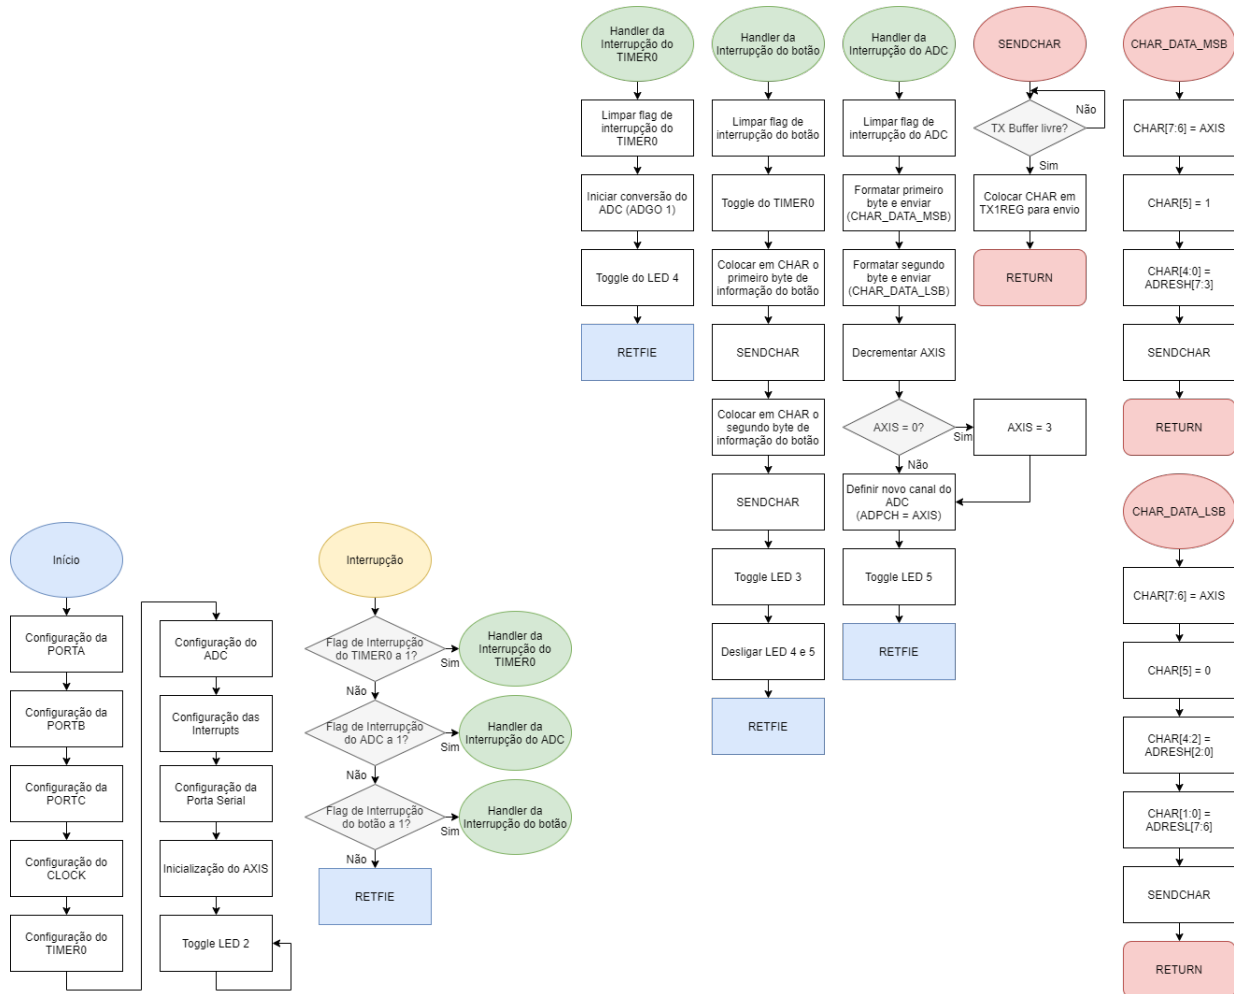 Handler da
Interrupção do
TIMER0
Limpar flag de
interrupção do
TIMER0
Iniciar conversão do
ADC (ADGO 1)
Toggle do LED 4
RETFIE
Handler da
Interrupção do botão
Limpar flag de
interrupção do botão
Toggle do TIMER0
Colocar em CHAR o
primeiro byte de
informação do botão
SENDCHAR
Colocar em CHAR o
segundo byte de
informação do botão
SENDCHAR
Toggle LED 3
Desligar LED 4 e 5
RETFIE
Handler da
Interrupção do ADC
Limpar flag de
interrupção do ADC
Formatar primeiro
byte e enviar
(CHAR_DATA_MSB)
Formatar segundo
byte e enviar
(CHAR_DATA_LSB)
Decrementar AXIS
AXIS = 0?
Sim
AXIS = 3
Não
Definir novo canal do
ADC
(ADPCH = AXIS)
Toggle LED 5
RETFIE
SENDCHAR
Não
TX Buffer livre?
Sim
Colocar CHAR em
TX1REG para envio
RETURN
CHAR_DATA_MSB
CHAR[7:6] = AXIS
CHAR[5] = 1
CHAR[4:0] =
ADRESH[7:3]
SENDCHAR
RETURN
CHAR_DATA_LSB
CHAR[7:6] = AXIS
CHAR[5] = 0
CHAR[4:2] =
ADRESH[2:0]
CHAR[1:0] =
ADRESL[7:6]
SENDCHAR
RETURN
Início
Configuração da
PORTA
Configuração da
PORTB
Configuração da
PORTC
Configuração do
CLOCK
Configuração do
TIMER0
Configuração do
ADC
Configuração das
Interrupts
Configuração da
Porta Serial
Inicialização do AXIS
Toggle LED 2
Interrupção
Flag de Interrupção
do TIMER0 a 1?
Sim
Handler da
Interrupção do
TIMER0
Não
Flag de Interrupção
do ADC a 1?
Sim
Handler da
Interrupção do ADC
Não
Flag de Interrupção
do botão a 1?
Sim
Handler da
Interrupção do botão
Não
RETFIE